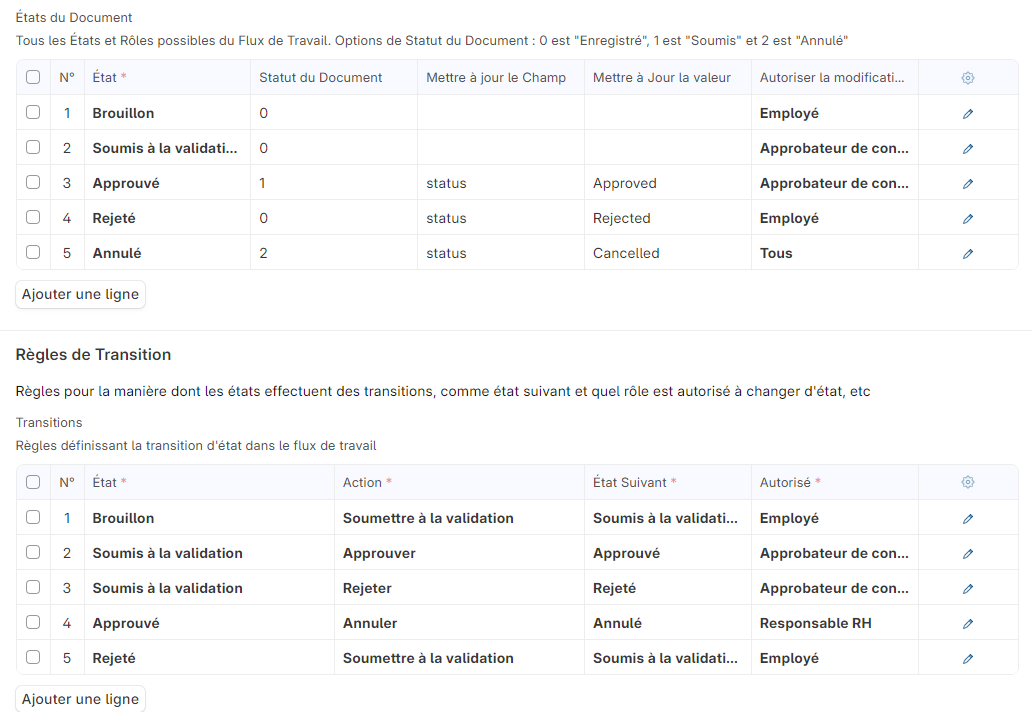 États du Document
Tous les États et Rôles possibles du Flux de Travail. Options de Statut du Document : 0 est "Enregistré", 1 est "Soumis" et 2 est "Annulé"
N° État * Statut du Document Mettre à jour le Champ Mettre à Jour la valeur Autoriser la modificati...
1 Brouillon 0 Employé
2 Soumis à la validati... 0 Approbateur de con...
3 Approuvé 1 status Approved Approbateur de con...
4 Rejeté 0 status Rejected Employé
5 Annulé 2 status Cancelled Tous
Ajouter une ligne
Règles de Transition
Règles pour la manière dont les états effectuent des transitions, comme état suivant et quel rôle est autorisé à changer d'état, etc
Transitions
Règles définissant la transition d'état dans le flux de travail
N° État * Action * État Suivant * Autorisé *
1 Brouillon Soumettre à la validation Soumis à la validati... Employé
2 Soumis à la validation Approuver Approuvé Approbateur de con...
3 Soumis à la validation Rejeter Rejeté Approbateur de con...
4 Approuvé Annuler Annulé Responsable RH
5 Rejeté Soumettre à la validation Soumis à la validati... Employé
Ajouter une ligne